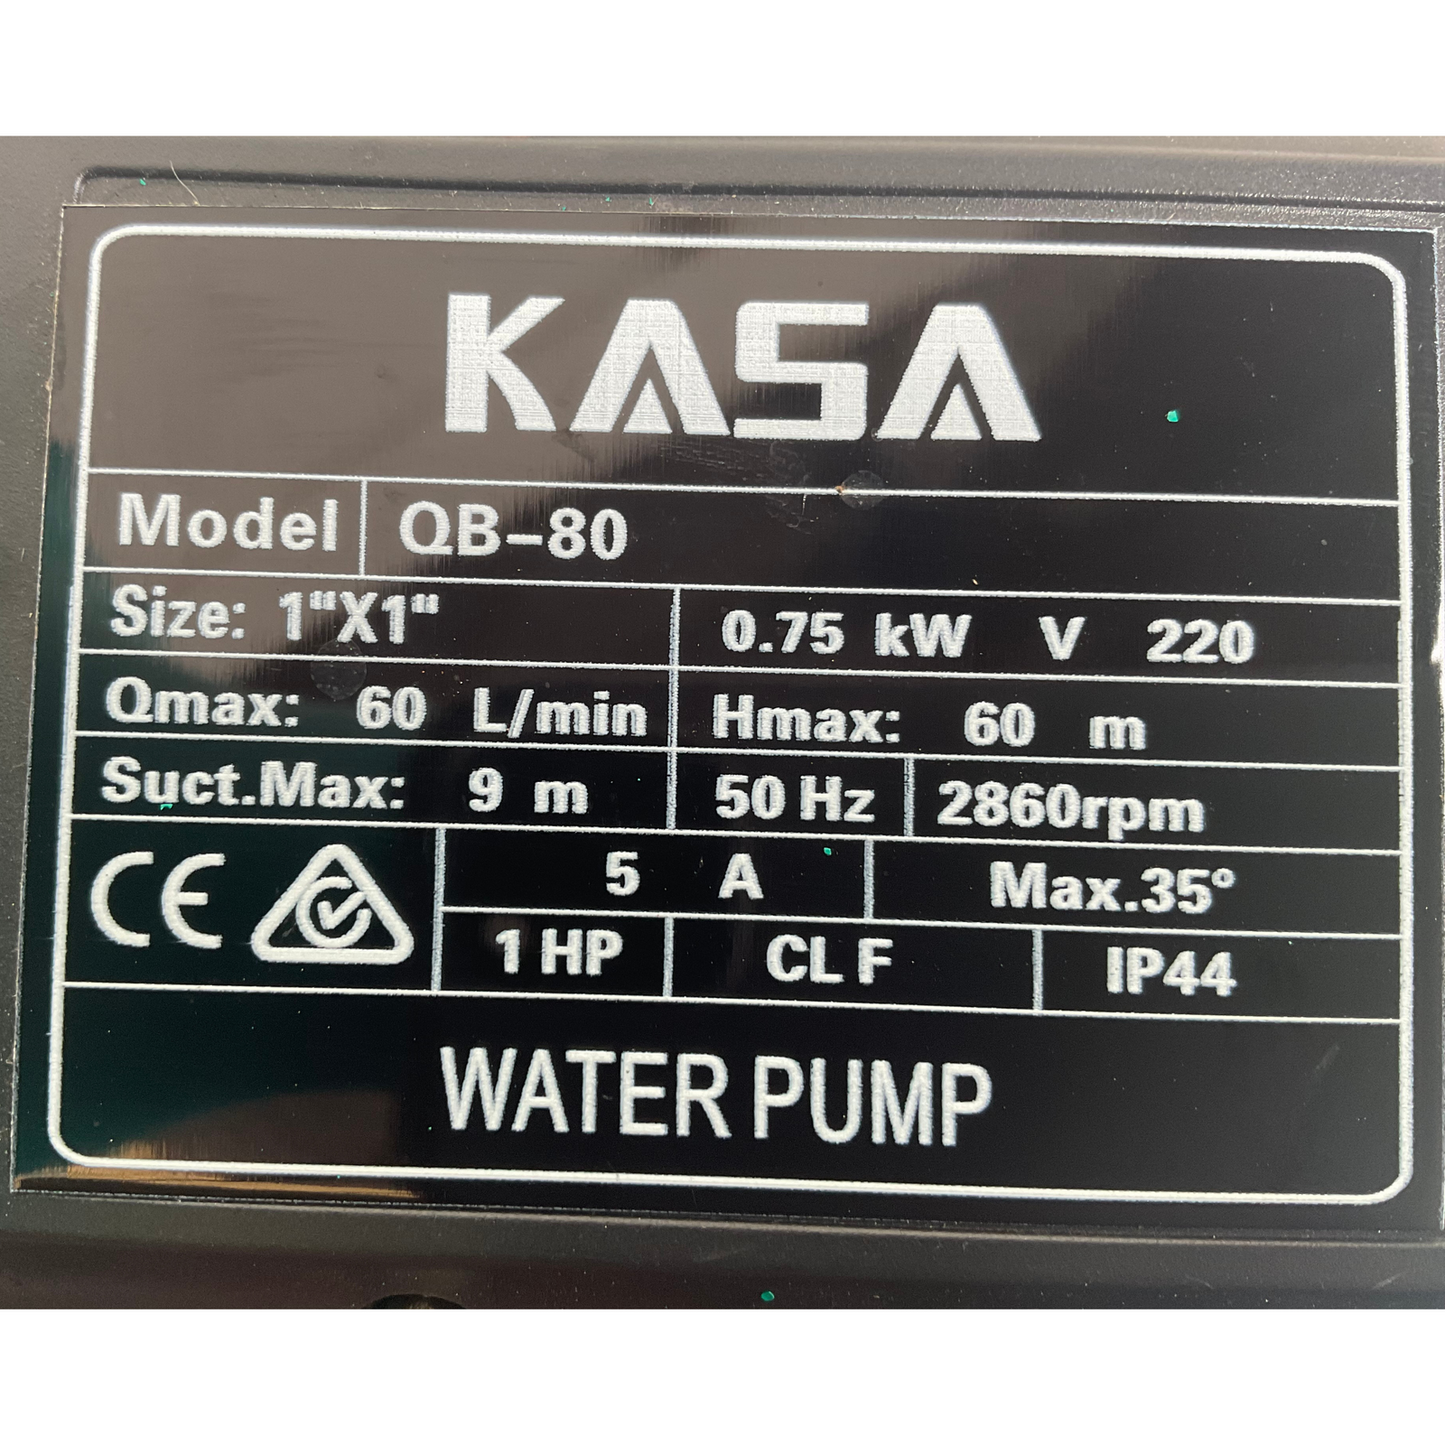 KASA
Model QB-80
Size: 1"X1" 0.75 kW V 220
Qmax: 60 L/min Hmax: 60 m
Suct.Max: 9 m 50 Hz 2860rpm
CE 5 A Max.35°
1 HP CL F IP44
WATER PUMP